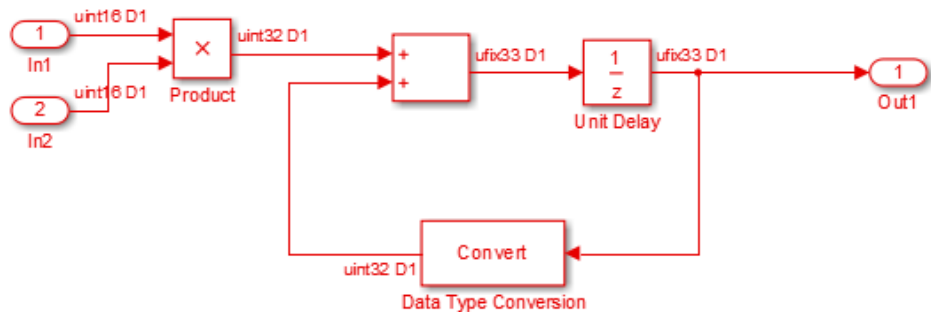 uint16 D1
1
In1
uint16 D1
2
In2
×
Product
uint32 D1
+
+
ufix33 D1
1
z
Unit Delay
ufix33 D1
1
Out1
Convert
uint32 D1
Data Type Conversion